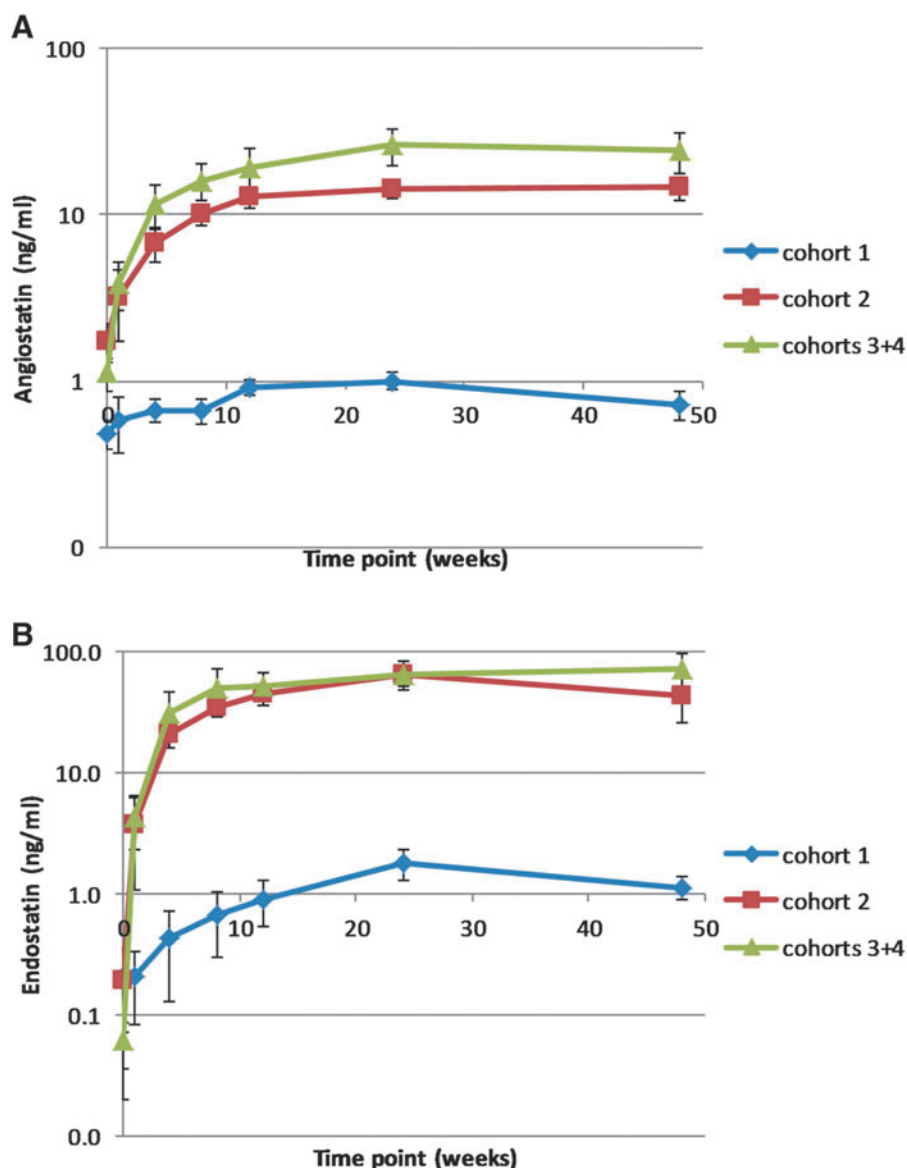 A
100
10
1
0
Angiostatin (ng/ml)
0 10 20 30 40 50
Time point (weeks)
cohort 1
cohort 2
cohorts 3+4
B
100.0
10.0
1.0
0.1
0.0
Endostatin (ng/ml)
0 10 20 30 40 50
Time point (weeks)
cohort 1
cohort 2
cohorts 3+4